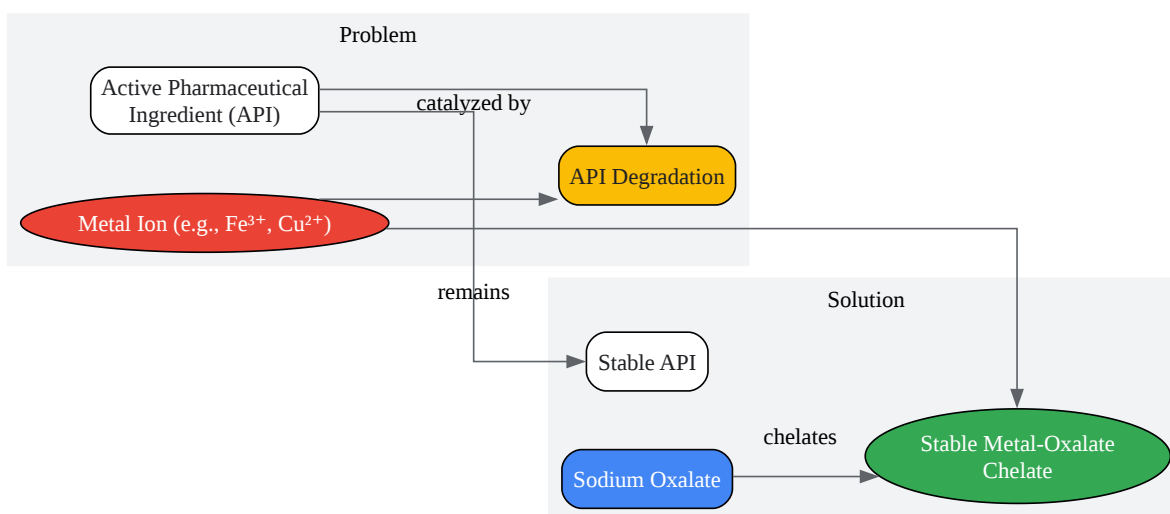 Problem
Active Pharmaceutical
Ingredient (API)
catalyzed by
API Degradation
Metal Ion (e.g., Fe³⁺, Cu²⁺)
remains
Solution
Stable API
chelates
Stable Metal-Oxalate
Chelate
Sodium Oxalate